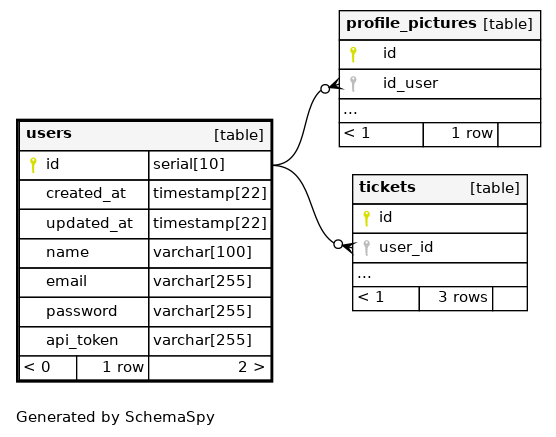 profile_pictures [table]
id
id_user
...
< 1 1 row
users [table]
id serial[10]
created_at timestamp[22]
updated_at timestamp[22]
name varchar[100]
email varchar[255]
password varchar[255]
api_token varchar[255]
< 0 1 row 2 >
tickets [table]
id
user_id
...
< 1 3 rows
Generated by SchemaSpy